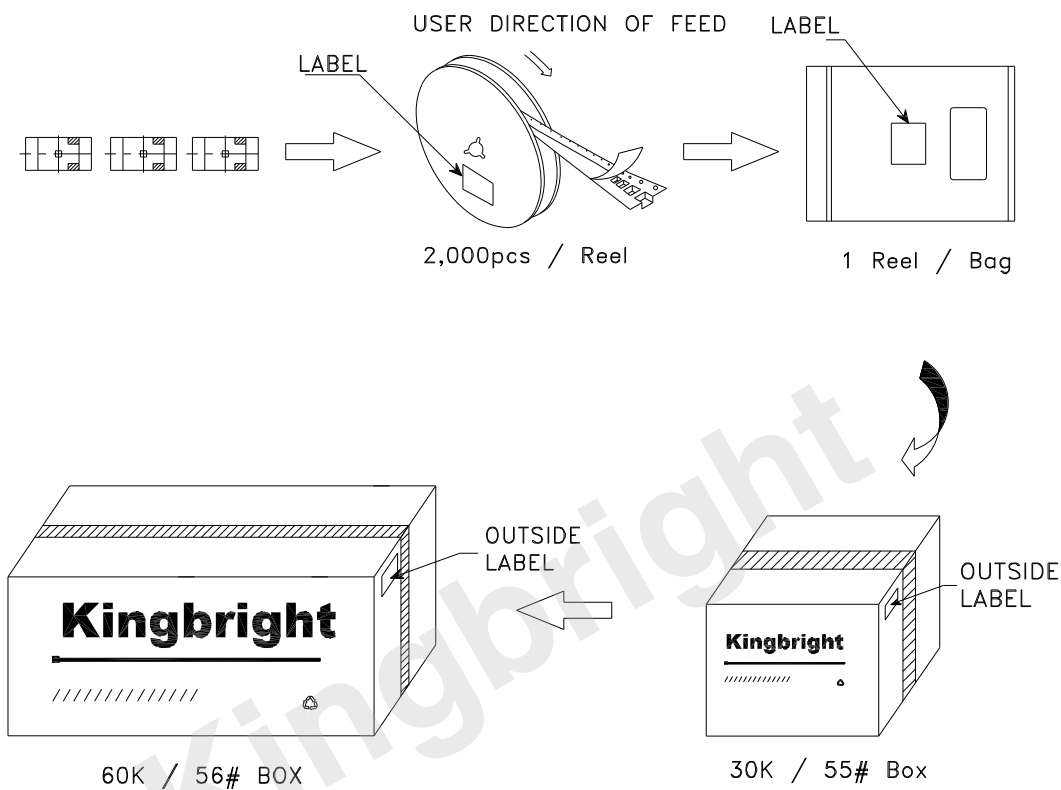 USER DIRECTION OF FEED
LABEL
LABEL
2,000pcs / Reel
1 Reel / Bag
OUTSIDE
LABEL
OUTSIDE
LABEL
Kingbright
Kingbright
Kingbright
60K / 56# BOX
30K / 55# Box